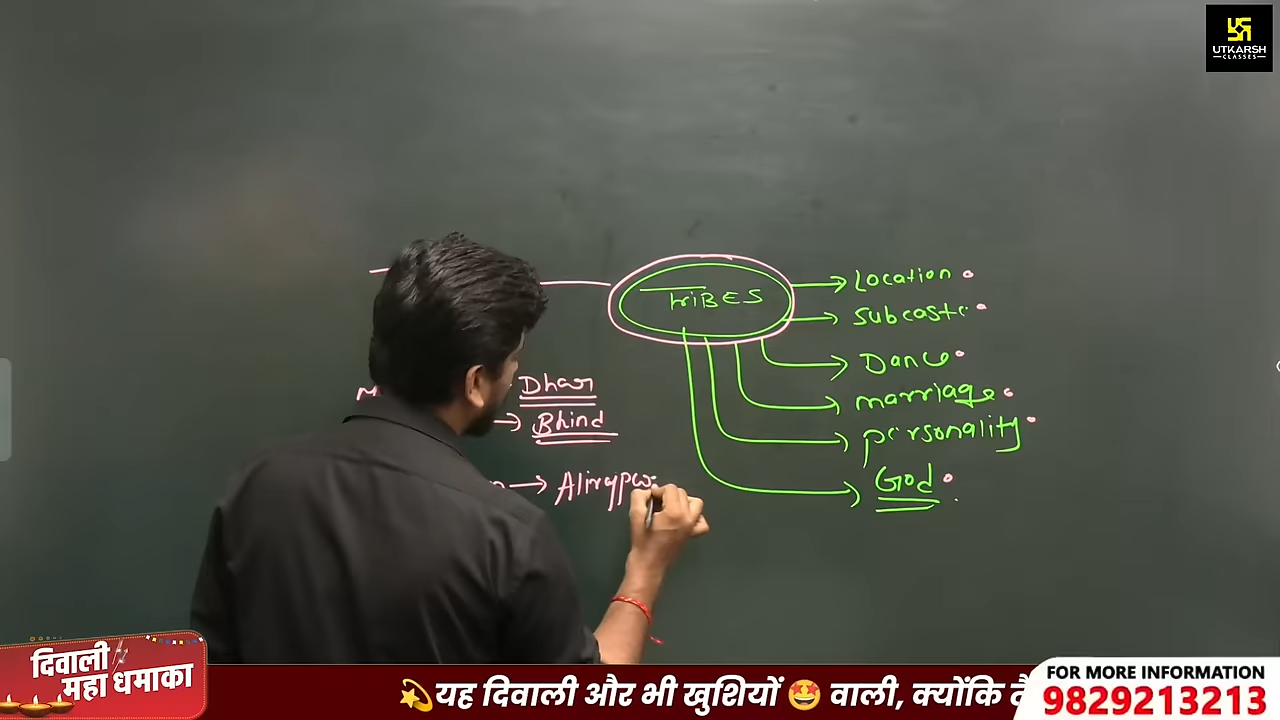 UTKARSH
CLASSES
TRIBES
Location
Subcaste
Dhar
Dance
Bhind
marriage
personality
God
दिवाली
महा धमाका
यह दिवाली और भी खुशियों 🤩 वाली, क्योंकि
FOR MORE INFORMATION
9829213213